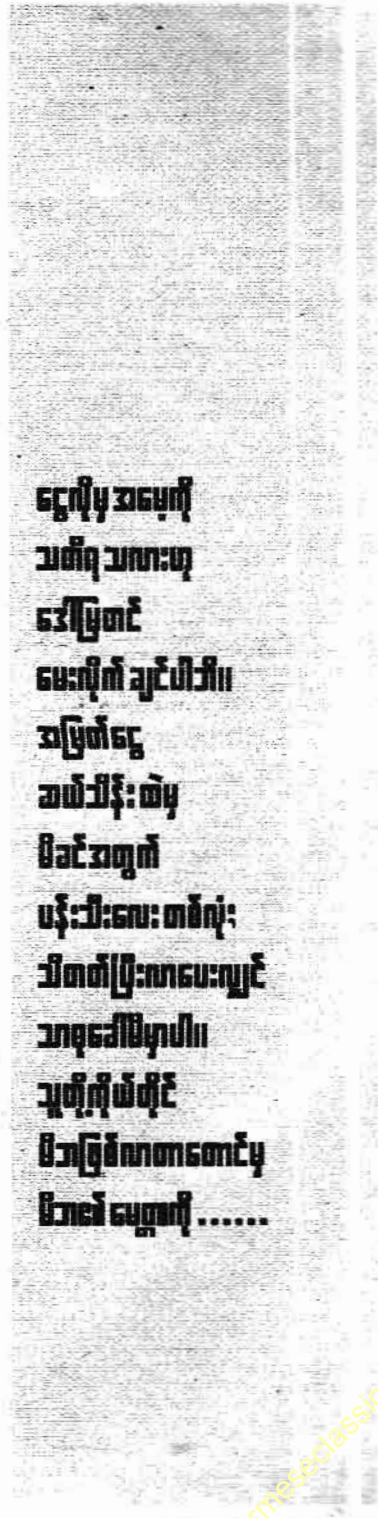 ငွေလိုမှ အမေ့ကို
သတိရ သလားဟု
ဒေါ်မြတင်
မေးလိုက် ချင်ပါဘိ။
အမြတ်ငွေ
ဆယ်သိန်း ထဲမှ
မိခင်အတွက်
ပန်းသီးလေး တစ်လုံး
သိတတ်ပြီးလာပေးလျှင်
သာဓုခေါ်မိမှာပါ။
သူတို့ကိုယ်တိုင်
မိဘဖြစ်လာတာတောင်မှ
မိဘ၏ မေတ္တာကို ......
rmeseclassic